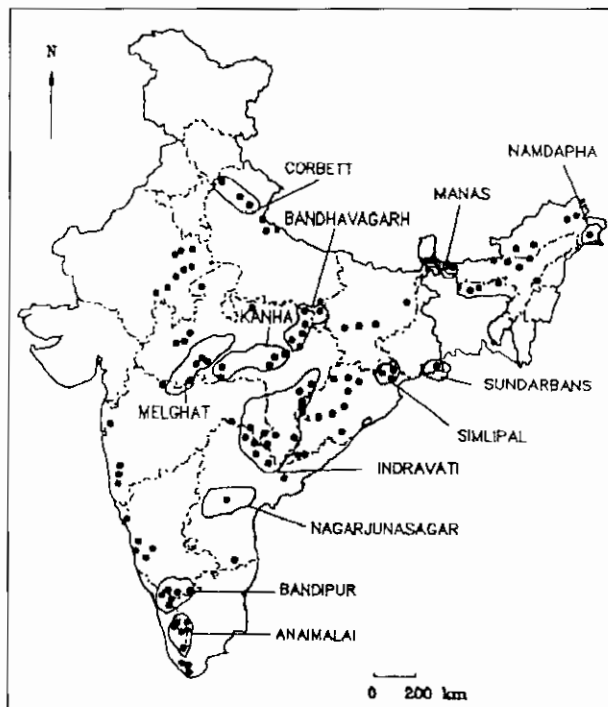 N
CORBETT
NAMDAPHA
MANAS
BANDHAVAGARH
KANHA
SUNDARBANS
MELGHAT
SIMLIPAL
INDRAVATI
NAGARJUNASAGAR
BANDIPUR
ANAIMALAI
0 200 km